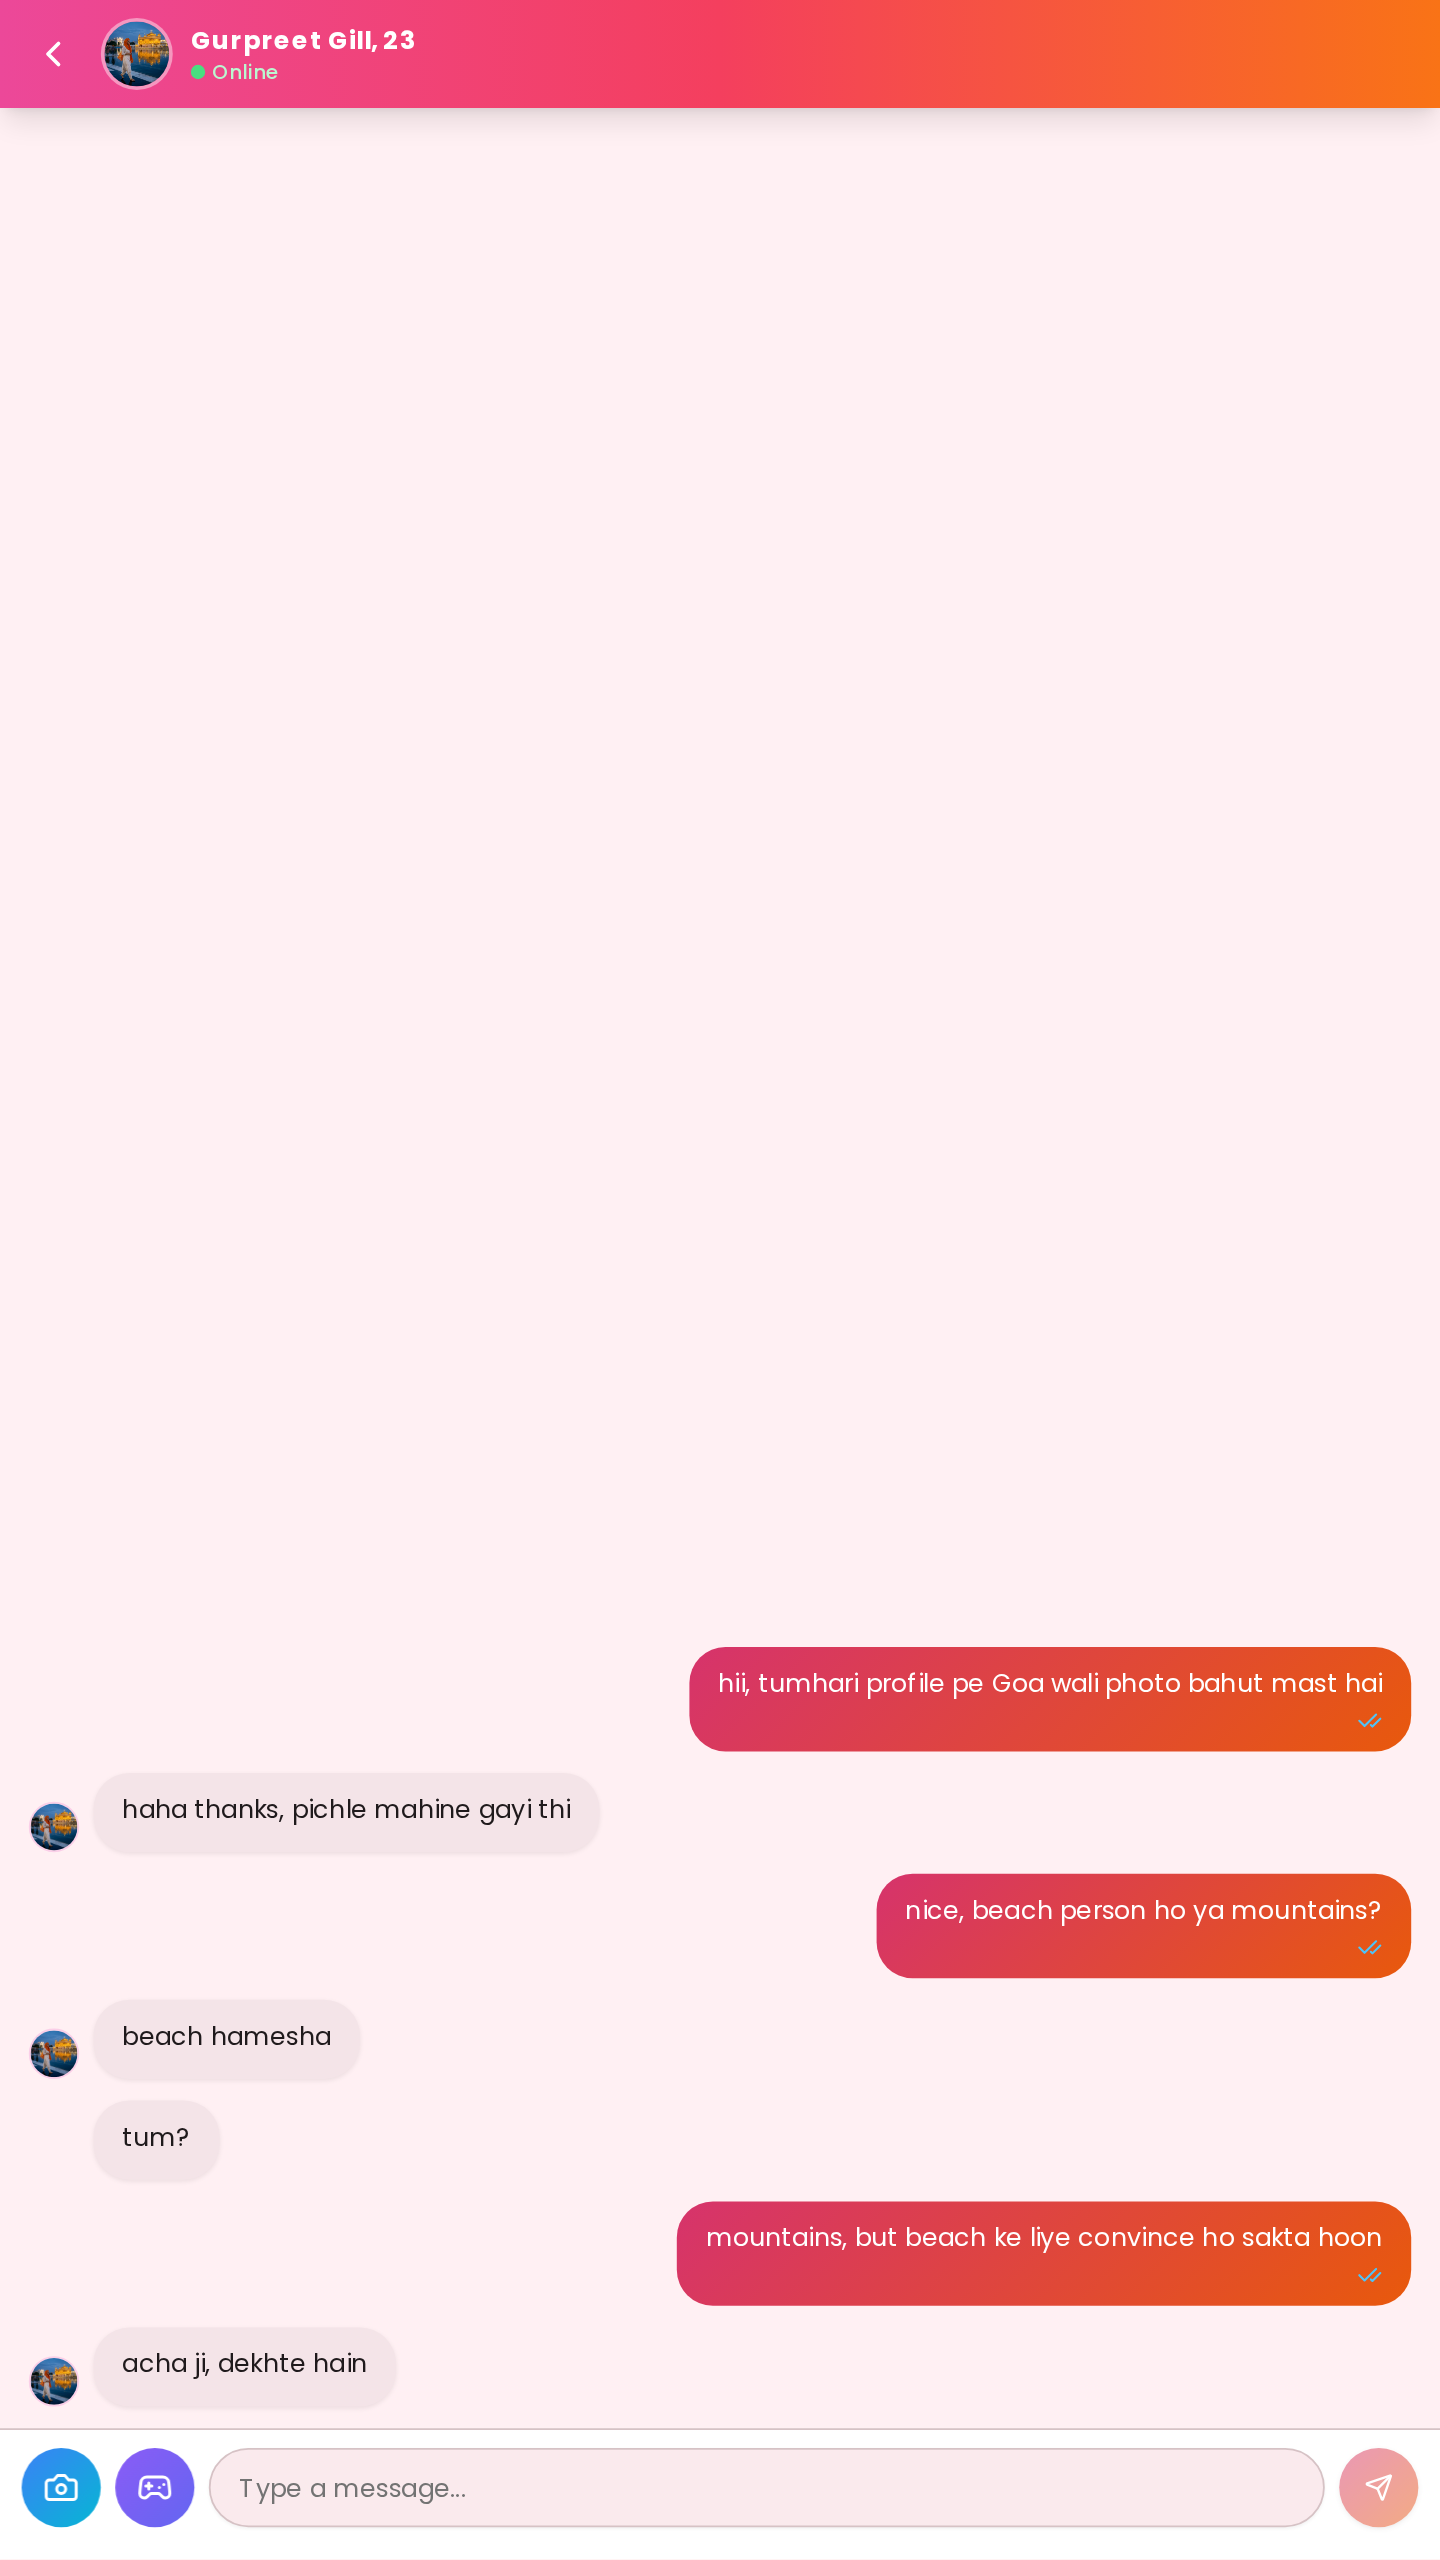 Gurpreet Gill, 23
Online
hii, tumhari profile pe Goa wali photo bahut mast hai
haha thanks, pichle mahine gayi thi
nice, beach person ho ya mountains?
beach hamesha
tum?
mountains, but beach ke liye convince ho sakta hoon
acha ji, dekhte hain
Type a message...